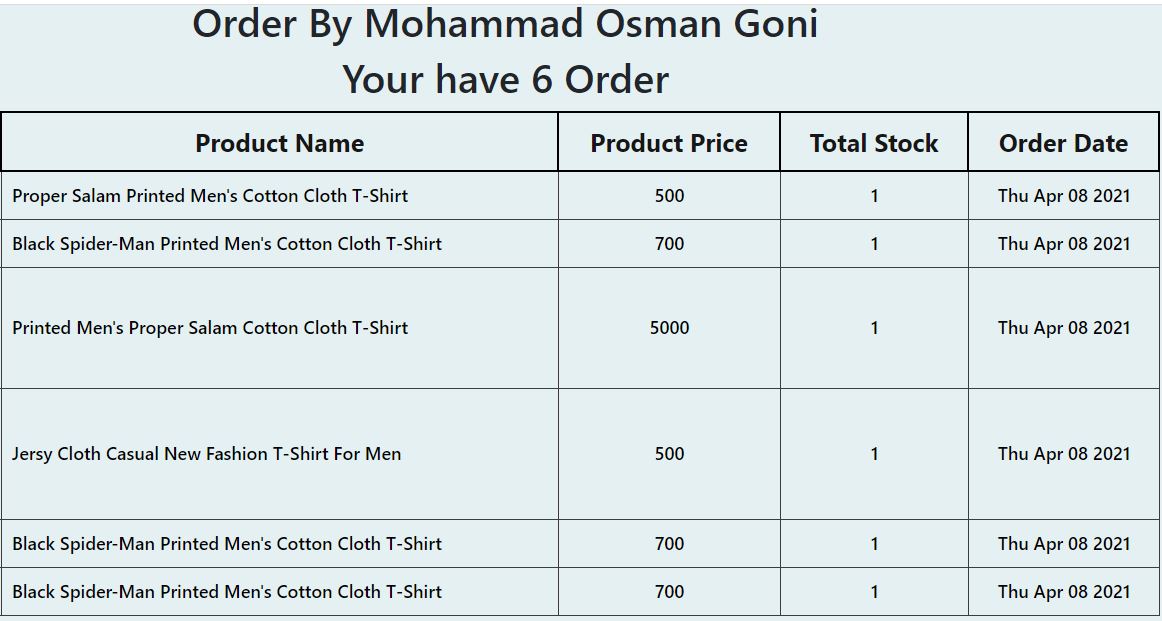 Order By Mohammad Osman Goni
Your have 6 Order
Product Name Product Price Total Stock Order Date
Proper Salam Printed Men's Cotton Cloth T-Shirt 500 1 Thu Apr 08 2021
Black Spider-Man Printed Men's Cotton Cloth T-Shirt 700 1 Thu Apr 08 2021
Printed Men's Proper Salam Cotton Cloth T-Shirt 5000 1 Thu Apr 08 2021
Jersy Cloth Casual New Fashion T-Shirt For Men 500 1 Thu Apr 08 2021
Black Spider-Man Printed Men's Cotton Cloth T-Shirt 700 1 Thu Apr 08 2021
Black Spider-Man Printed Men's Cotton Cloth T-Shirt 700 1 Thu Apr 08 2021